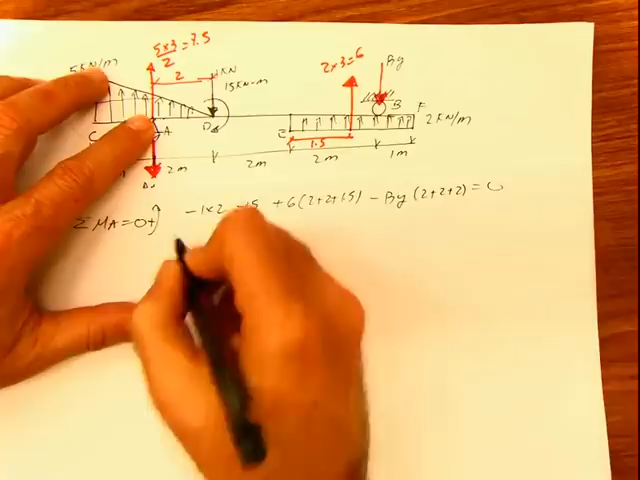 5×3/2 = 7.5
2
5KN/m
1KN
15KN-m
2×3=6
By
B
F
2KN/m
C
A
D
E
1.5
2m
2m
2m
1m
ΣMA=0+
-1×2 -15 +6(2+2+1.5) - By (2+2+2) = 0